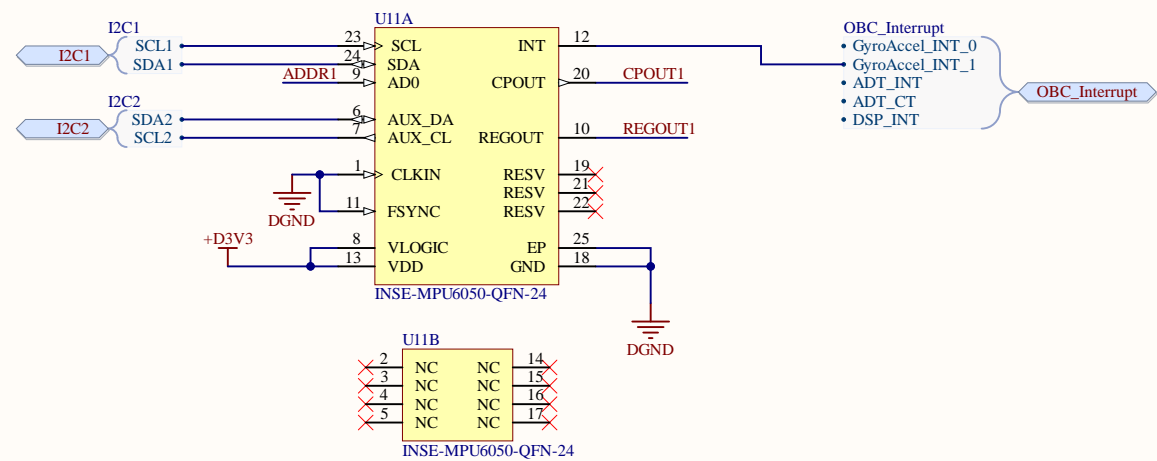 U11A
I2C1
I2C1
SCL1
SDA1
23
SCL
24
SDA
ADDR1
9
AD0
I2C2
I2C2
SDA2
SCL2
6
AUX_DA
7
AUX_CL
1
CLKIN
DGND
11
FSYNC
+D3V3
8
VLOGIC
13
VDD
INT
12
CPOUT
20
CPOUT1
REGOUT
10
REGOUT1
RESV
19
RESV
21
RESV
22
EP
25
GND
18
DGND
INSE-MPU6050-QFN-24
OBC_Interrupt
GyroAccel_INT_0
GyroAccel_INT_1
ADT_INT
ADT_CT
DSP_INT
OBC_Interrupt
U11B
2
NC
NC
14
3
NC
NC
15
4
NC
NC
16
5
NC
NC
17
INSE-MPU6050-QFN-24